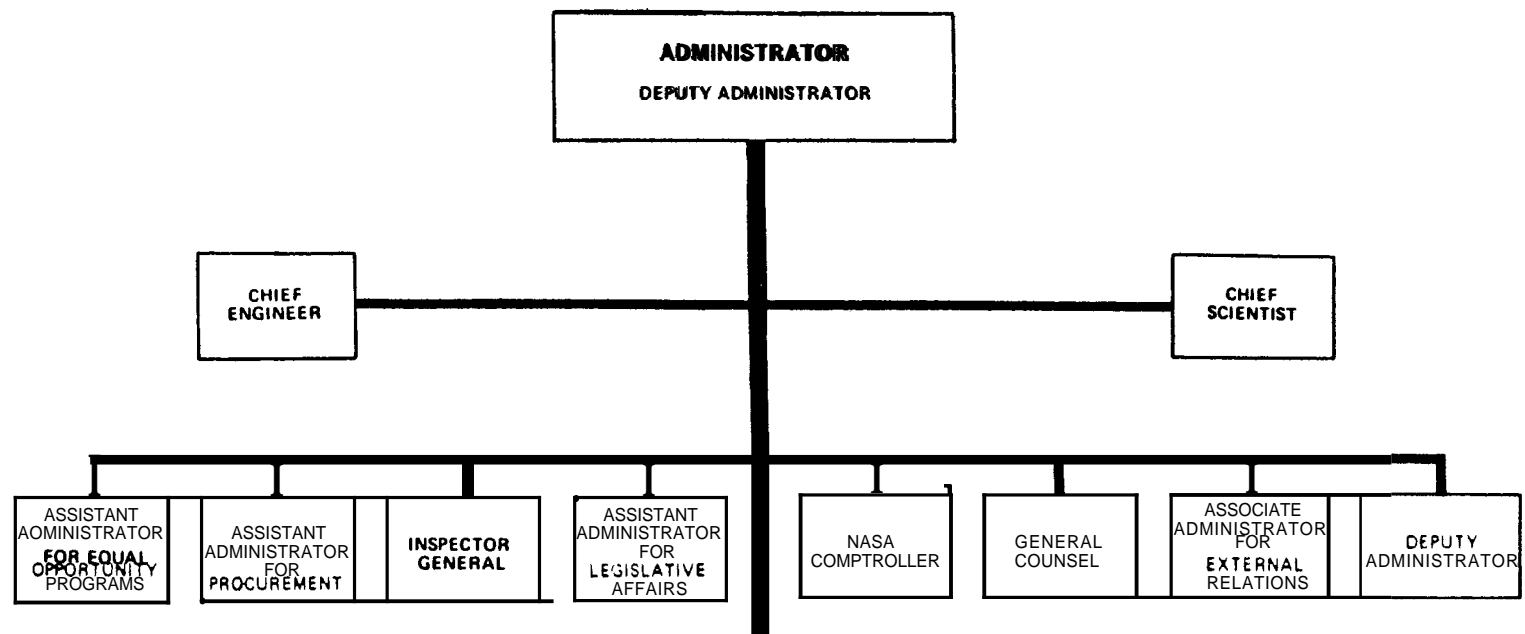 ADMINISTRATOR
DEPUTY ADMINISTRATOR
CHIEF
ENGINEER
CHIEF
SCIENTIST
ASSISTANT
AOMINISTRATOR
FOR EQUAL
OPPORTUNITY
PROGRAMS
ASSISTANT
ADMINISTRATOR
FOR
PROCUREMENT
INSPECTOR
GENERAL
ASSISTANT
ADMINISTRATOR
FOR
LEGISLATIVE
AFFAIRS
NASA
COMPTROLLER
GENERAL
COUNSEL
ASSOCIATE
ADMINISTRATOR
FOR
EXTERNAL
RELATIONS
DEPUTY
ADMINISTRATOR